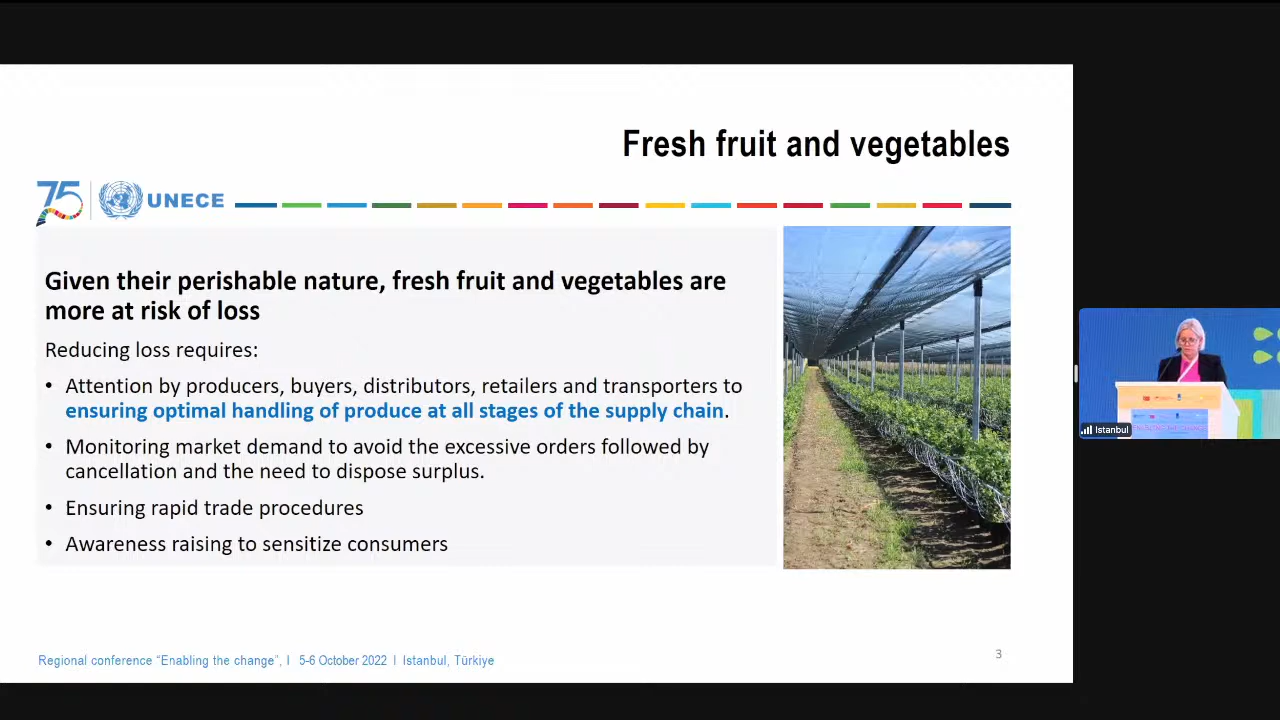 Fresh fruit and vegetables
75
UNECE
Given their perishable nature, fresh fruit and vegetables are
more at risk of loss
Reducing loss requires:
• Attention by producers, buyers, distributors, retailers and transporters to
ensuring optimal handling of produce at all stages of the supply chain.
• Monitoring market demand to avoid the excessive orders followed by
cancellation and the need to dispose surplus.
• Ensuring rapid trade procedures
• Awareness raising to sensitize consumers
Regional conference “Enabling the change”, I 5-6 October 2022 I Istanbul, Türkiye
3
Istanbul
ENABLING THE CHANGE